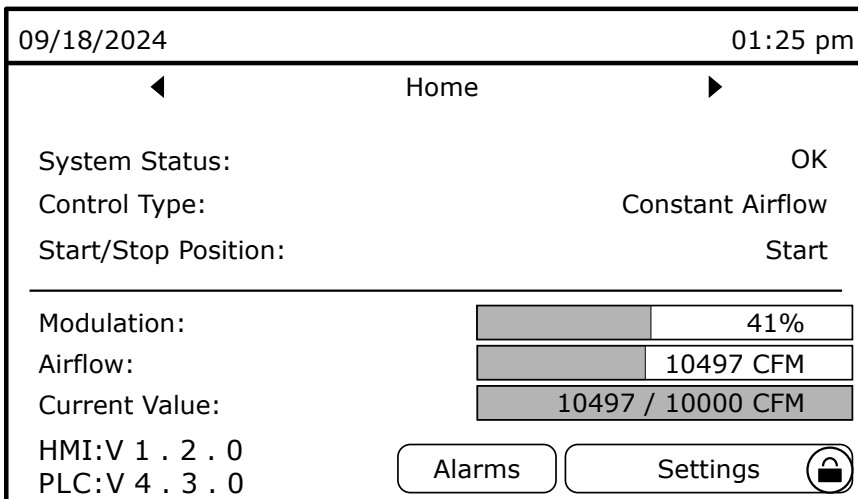 09/18/2024 01:25 pm
Home
System Status: OK
Control Type: Constant Airflow
Start/Stop Position: Start
Modulation: 41%
Airflow: 10497 CFM
Current Value: 10497 / 10000 CFM
HMI:V 1 . 2 . 0
PLC:V 4 . 3 . 0
Alarms Settings